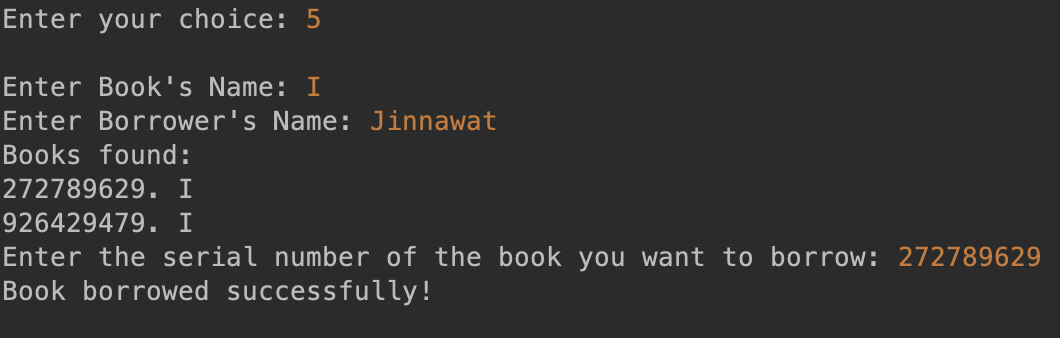 Enter your choice: 5
Enter Book's Name: I
Enter Borrower's Name: Jinnawat
Books found:
272789629. I
926429479. I
Enter the serial number of the book you want to borrow: 272789629
Book borrowed successfully!